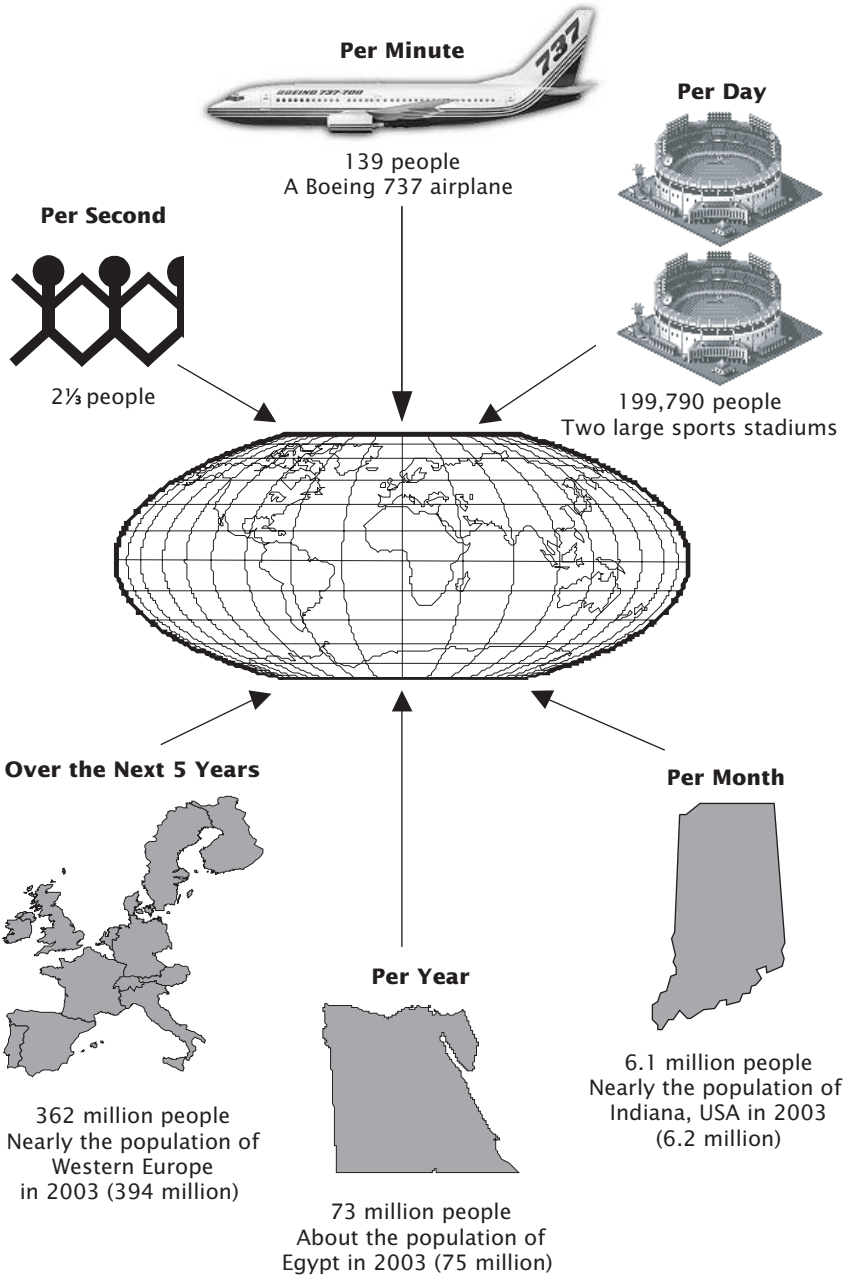 Per Minute
737
BOEING 737-700
139 people
A Boeing 737 airplane
Per Day
199,790 people
Two large sports stadiums
Per Second
2⅓ people
Over the Next 5 Years
362 million people
Nearly the population of
Western Europe
in 2003 (394 million)
Per Year
73 million people
About the population of
Egypt in 2003 (75 million)
Per Month
6.1 million people
Nearly the population of
Indiana, USA in 2003
(6.2 million)